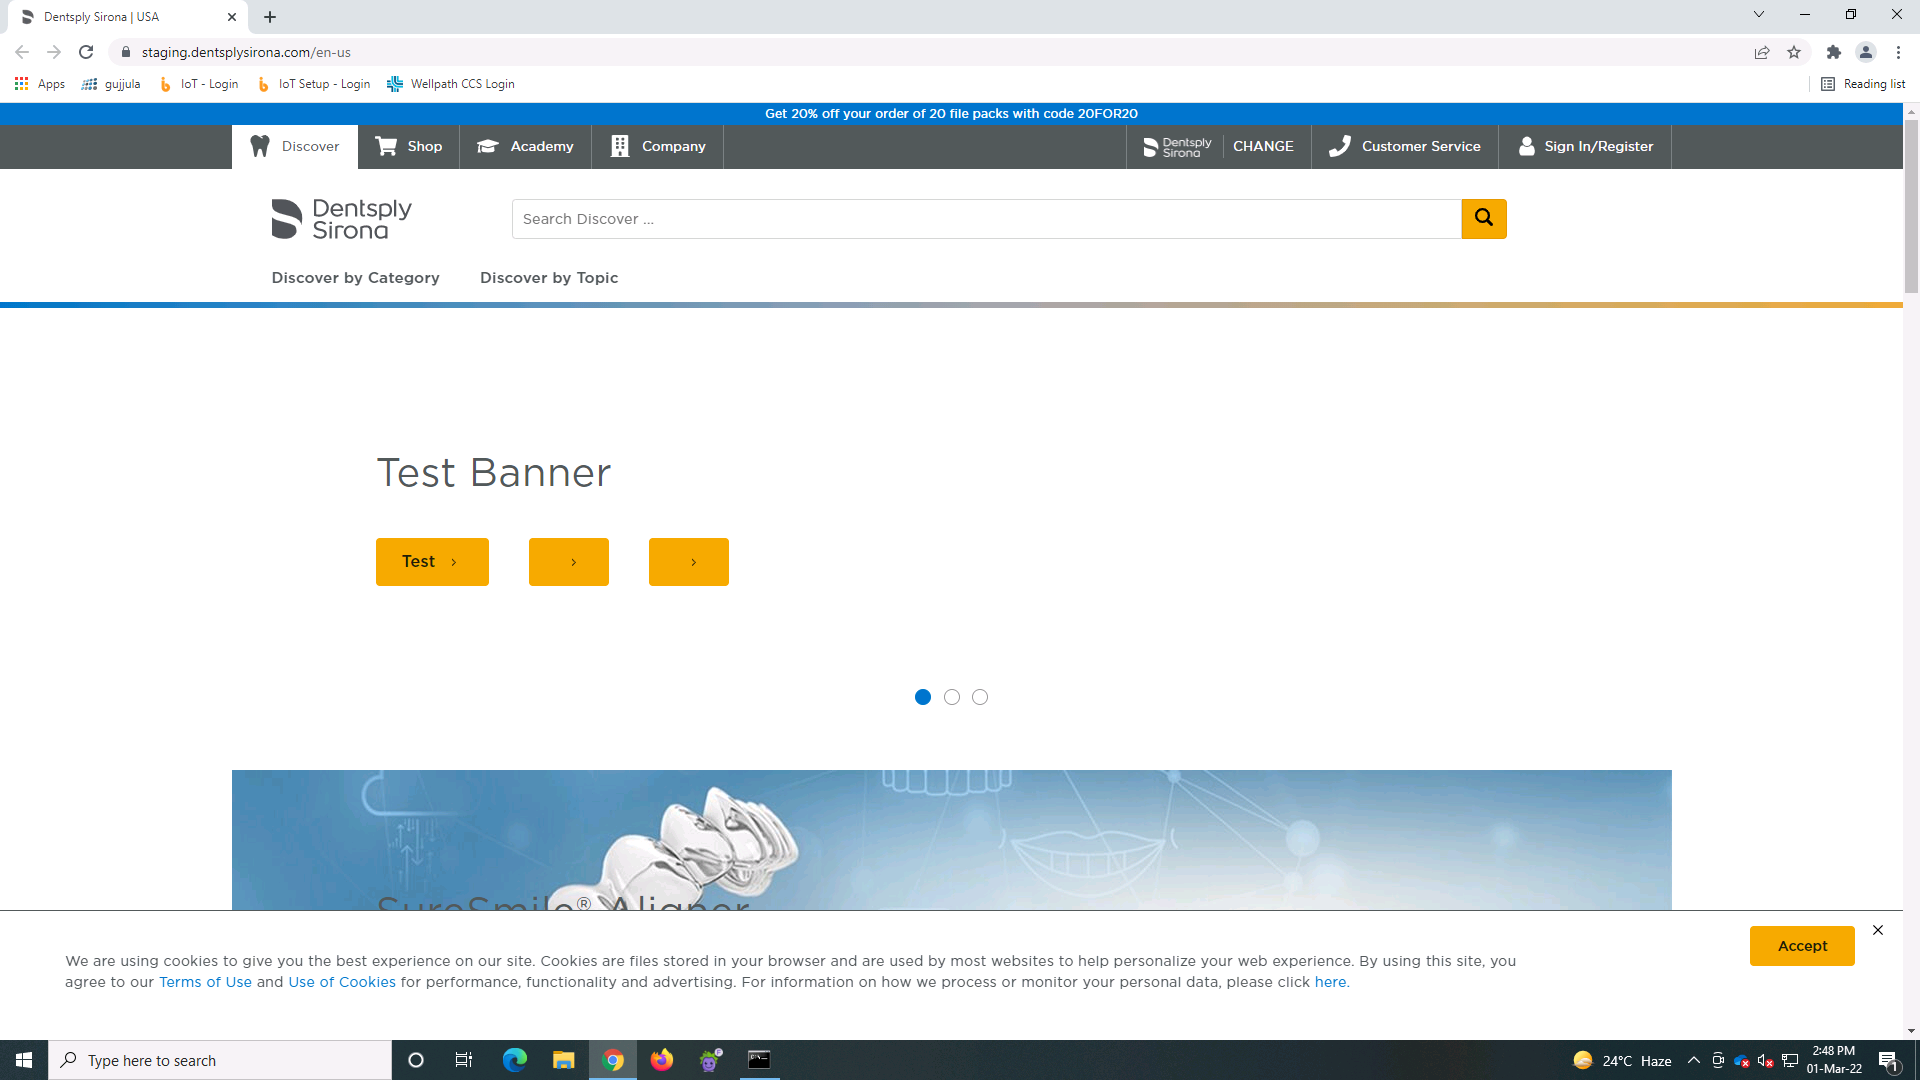 Dentsply Sirona | USA
staging.dentsplysirona.com/en-us
Apps
gujjula
IoT - Login
IoT Setup - Login
Wellpath CCS Login
Reading list
Get 20% off your order of 20 file packs with code 20FOR20
Discover
Shop
Academy
Company
Dentsply
Sirona
CHANGE
Customer Service
Sign In/Register
Dentsply
Sirona
Search Discover ...
Discover by Category
Discover by Topic
Test Banner
Test
SureSmile® Aligner
We are using cookies to give you the best experience on our site. Cookies are files stored in your browser and are used by most websites to help personalize your web experience. By using this site, you
agree to our Terms of Use and Use of Cookies for performance, functionality and advertising. For information on how we process or monitor your personal data, please click here.
Accept
Type here to search
24°C Haze
2:48 PM
01-Mar-22
1